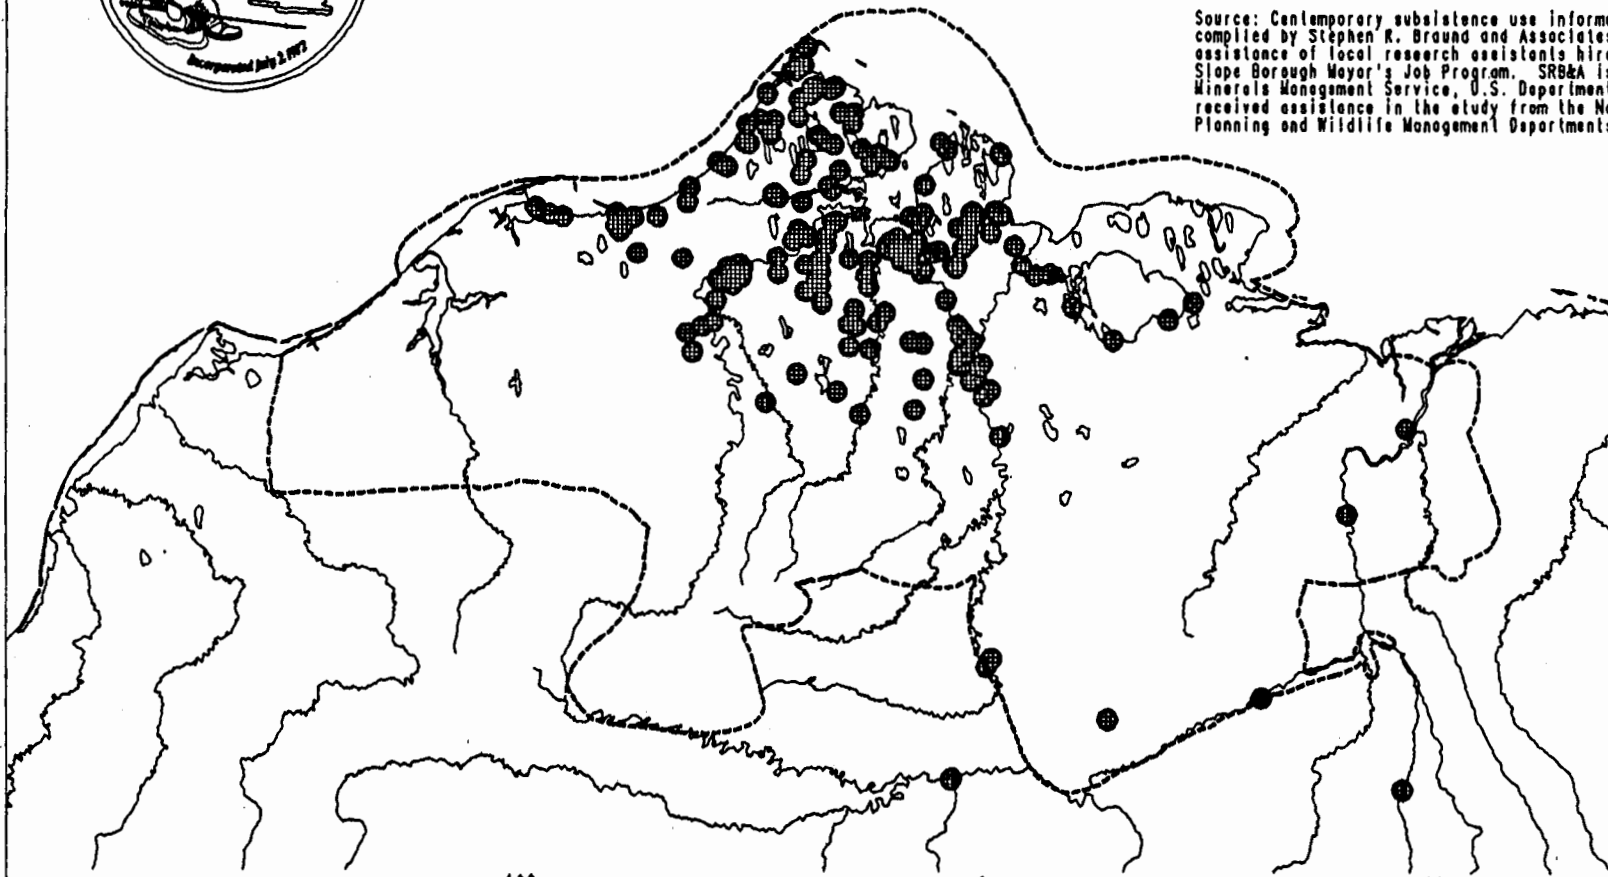 Incorporated July 2, 1972
Source: Contemporary subsistence use inform
compiled by Stephen R. Braund and Associates
assistance of local research assistants hir
Slope Borough Mayor's Job Program. SRB&A i
Minerals Management Service, U.S. Department
received assistance in the study from the N
Planning and Wildlife Management Departments